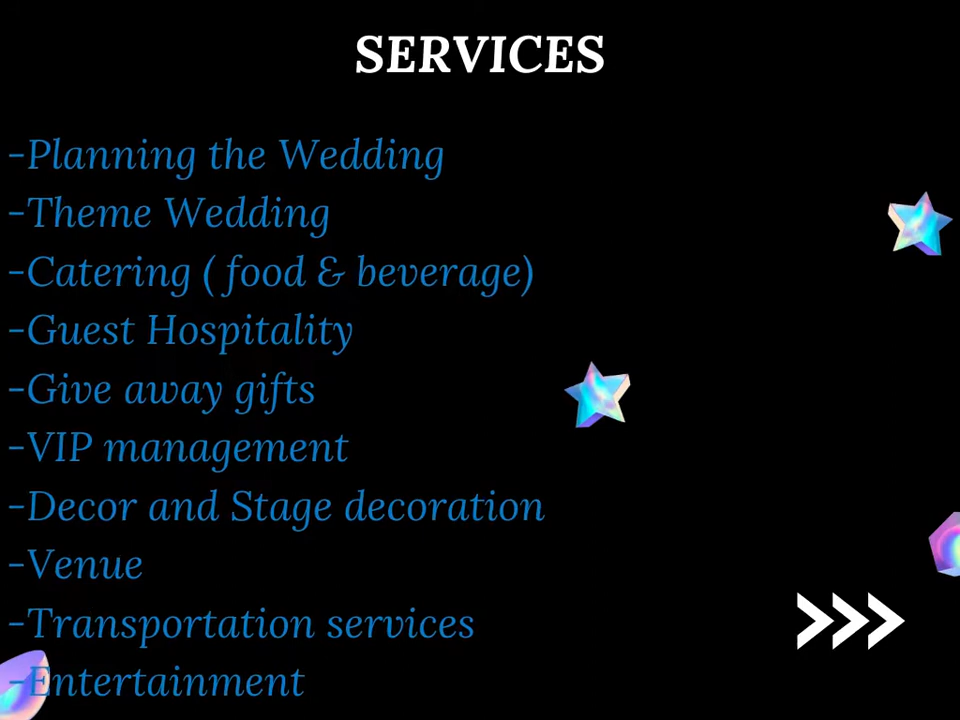 SERVICES
-Planning the Wedding
-Theme Wedding
-Catering ( food & beverage)
-Guest Hospitality
-Give away gifts
-VIP management
-Decor and Stage decoration
-Venue
-Transportation services
-Entertainment